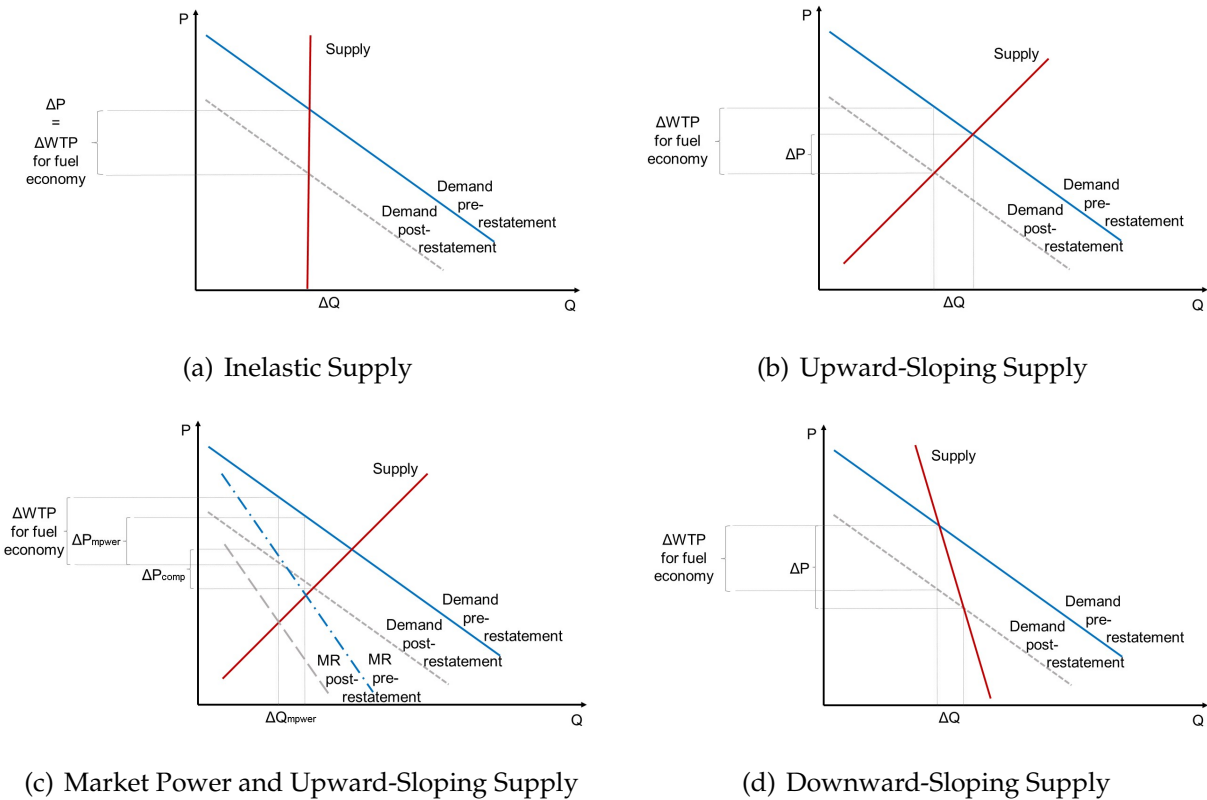 P
Supply
ΔP
=
ΔWTP
for fuel
economy
Demand
pre-
restatement
Demand
post-
restatement
ΔQ
Q
(a) Inelastic Supply
P
Supply
ΔWTP
for fuel
economy
ΔP
Demand
pre-
restatement
Demand
post-
restatement
ΔQ
Q
(b) Upward-Sloping Supply
P
Supply
ΔWTP
for fuel
economy
ΔPmpwer
ΔPcomp
Demand
pre-
restatement
Demand
post-
restatement
MR
post-
MR
pre-
restatement
ΔQmpwer
Q
(c) Market Power and Upward-Sloping Supply
P
Supply
ΔWTP
for fuel
economy
ΔP
Demand
pre-
restatement
Demand
post-
restatement
ΔQ
Q
(d) Downward-Sloping Supply